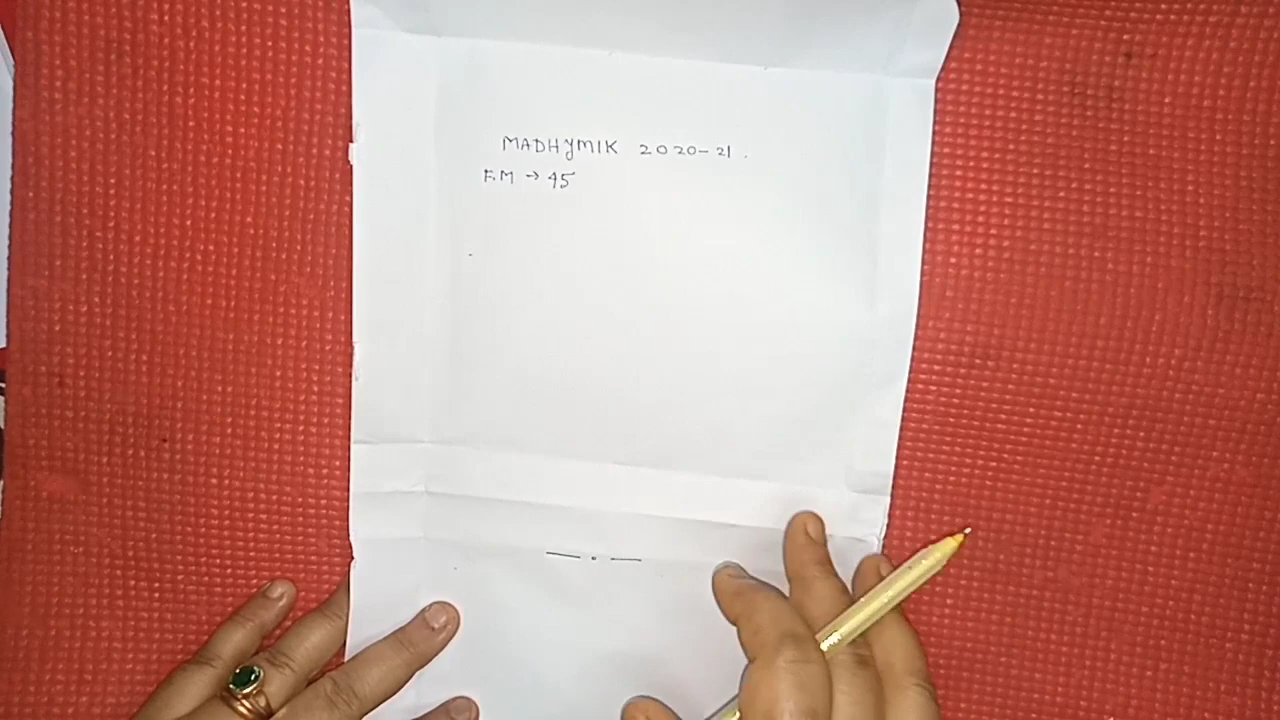 MADHYMIK 2020-21.
F.M → 45
— . —